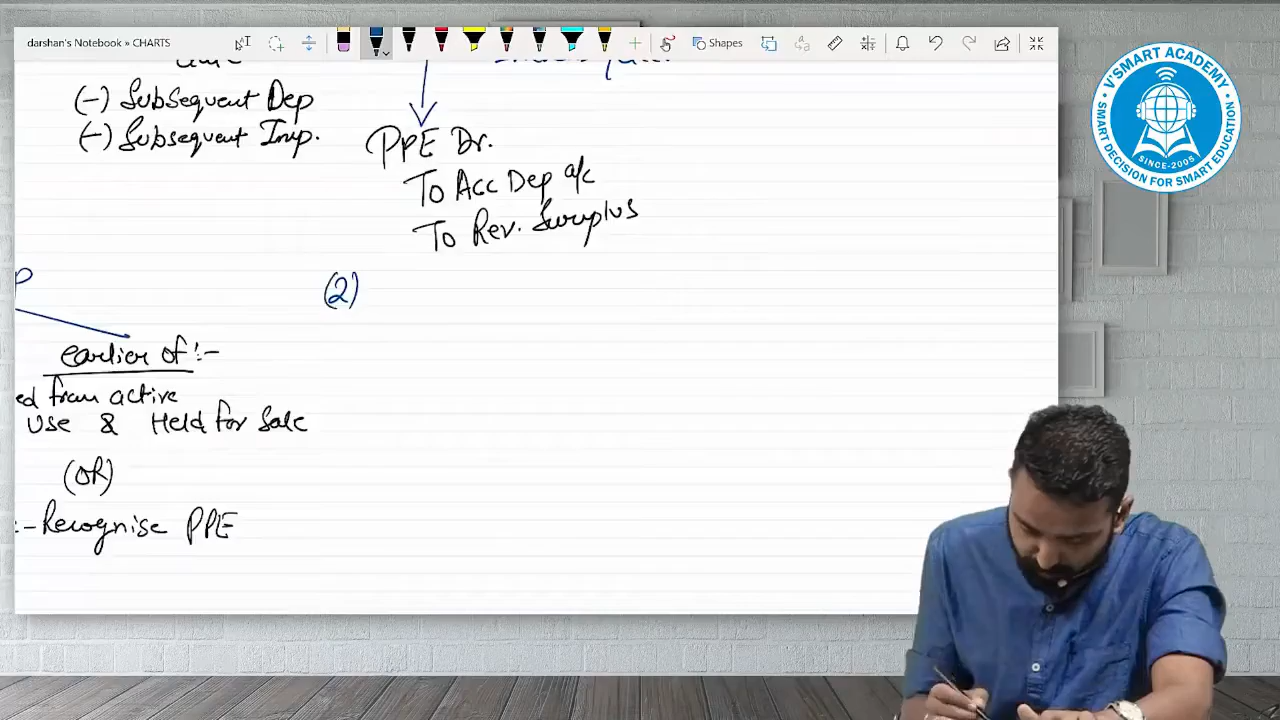 darshan's Notebook • CHARTS
Shapes
(-) Subsequent Dep
(-) Subsequent Imp.
PPE Dr.
To Acc Dep a/c
To Rev. Surplus
(2)
earlier of :-
ed from active
use & Held for Sale
(OR)
:- Recognise PPE
V'SMART ACADEMY
SINCE-2005
SMART DECISION FOR SMART EDUCATION